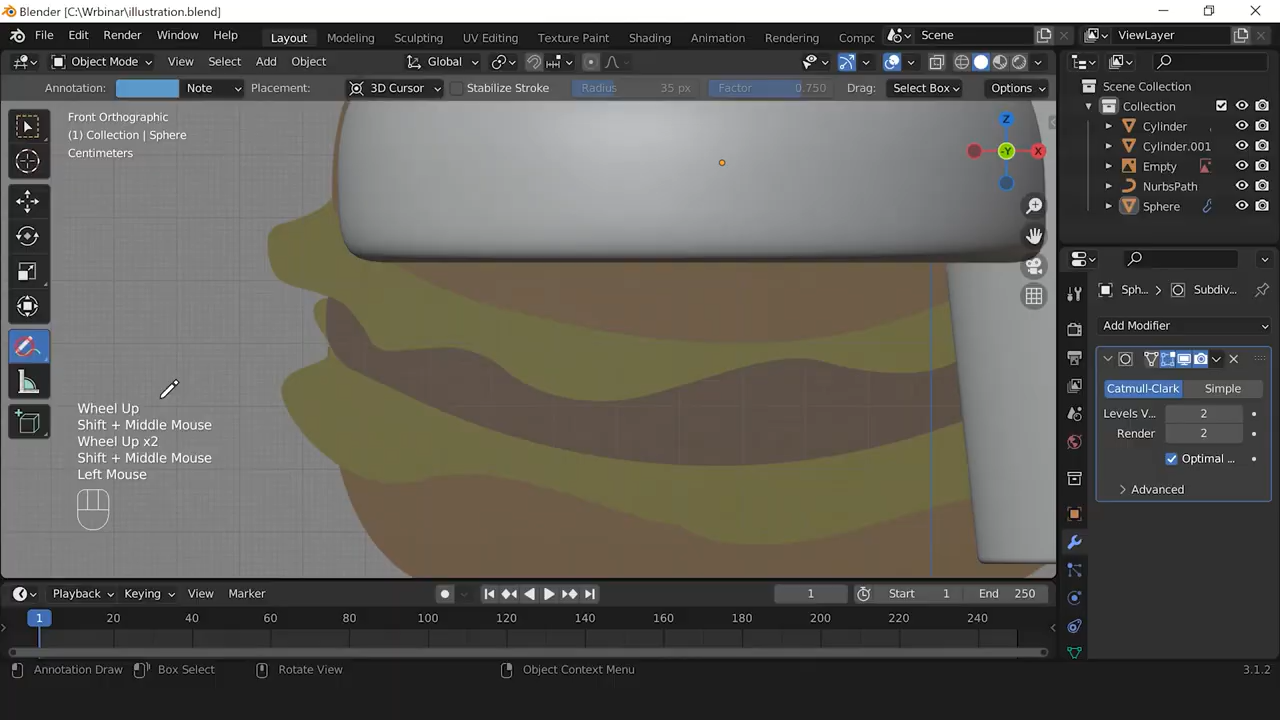 Blender [C:\Wrbinar\illustration.blend]
File Edit Render Window Help Layout Modeling Sculpting UV Editing Texture Paint Shading Animation Rendering Compc Scene ViewLayer
Object Mode View Select Add Object Global
Annotation: Note Placement: 3D Cursor Stabilize Stroke Radius 35 px Factor 0.750 Drag: Select Box Options
Front Orthographic
(1) Collection | Sphere
Centimeters
Z
-Y
X
Wheel Up
Shift + Middle Mouse
Wheel Up x2
Shift + Middle Mouse
Left Mouse
Scene Collection
Collection
Cylinder
Cylinder.001
Empty
NurbsPath
Sphere
Sph... Subdiv...
Add Modifier
Catmull-Clark Simple
Levels V... 2
Render 2
Optimal ...
Advanced
Playback Keying View Marker 1 Start 1 End 250
1 20 40 60 80 100 120 140 160 180 200 220 240
Annotation Draw Box Select Rotate View Object Context Menu 3.1.2